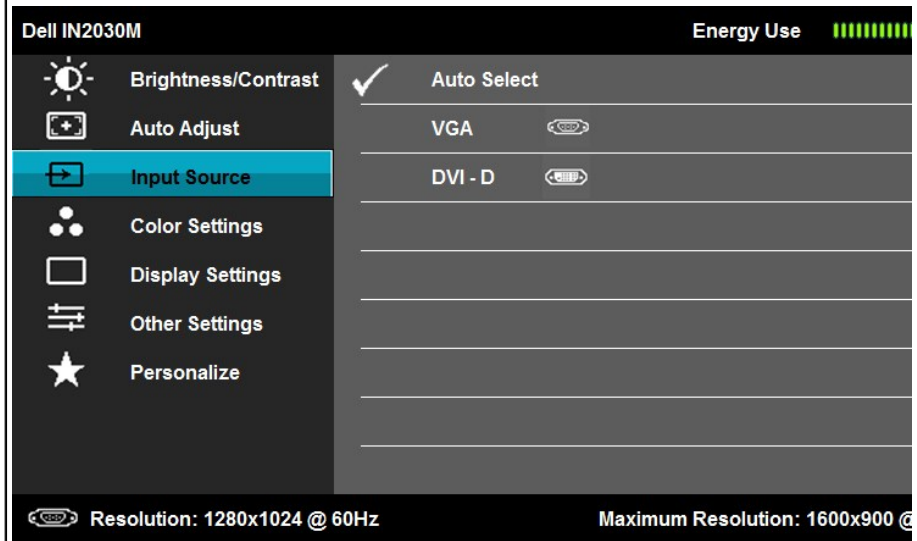 Dell IN2030M Energy Use
Brightness/Contrast Auto Select
Auto Adjust VGA
Input Source DVI - D
Color Settings
Display Settings
Other Settings
Personalize
Resolution: 1280x1024 @ 60Hz Maximum Resolution: 1600x900 @